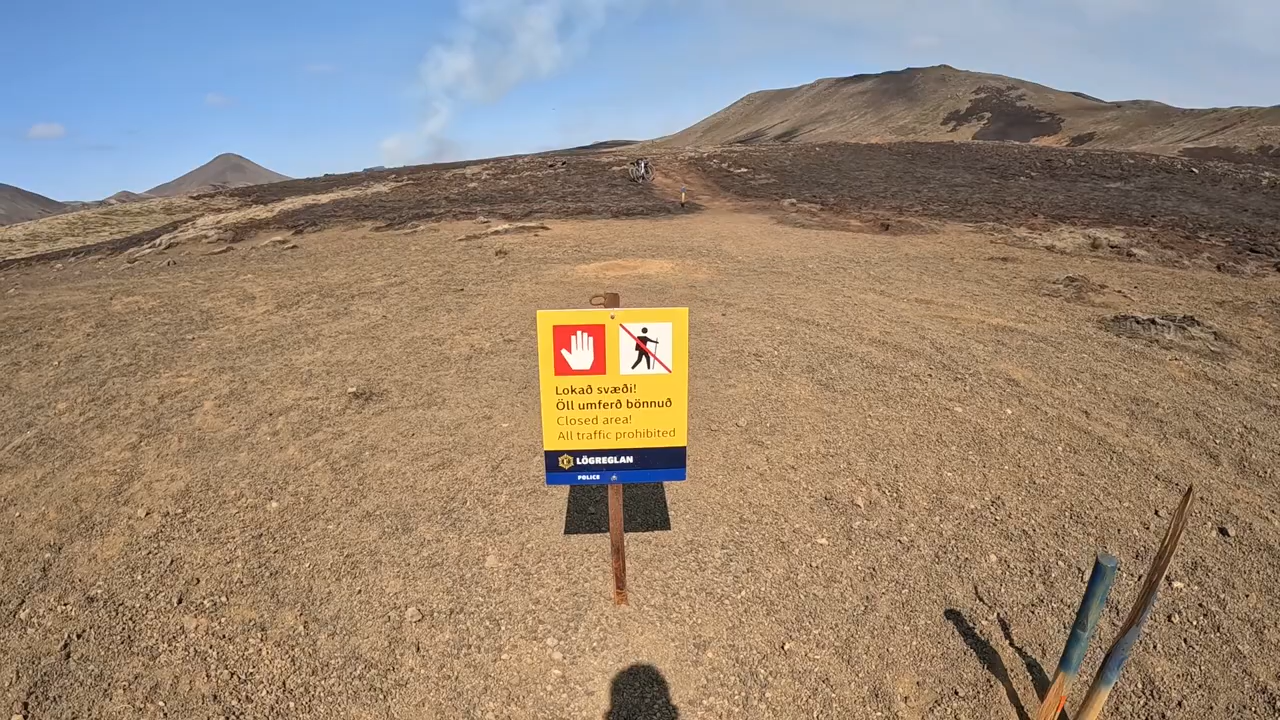 Lokað svæði!
Öll umferð bönnuð
Closed area!
All traffic prohibited
LÖGREGLAN
POLICE